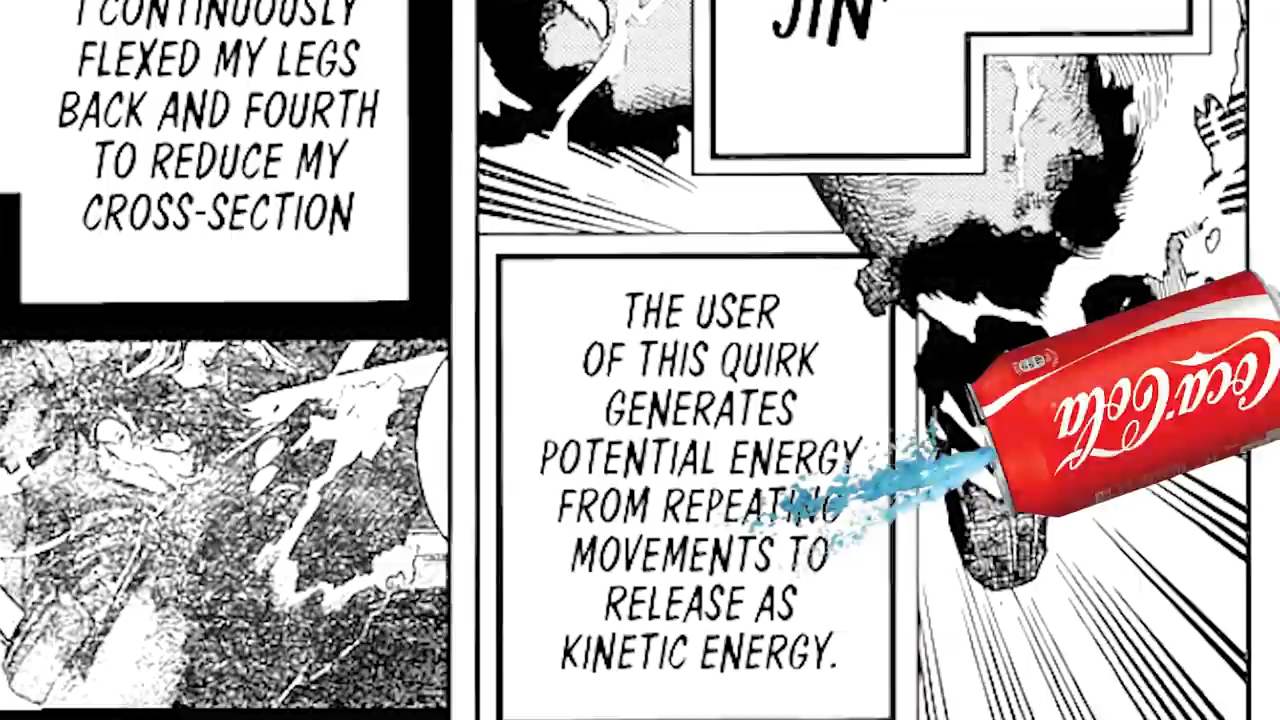 I CONTINUOUSLY
FLEXED MY LEGS
BACK AND FOURTH
TO REDUCE MY
CROSS-SECTION
JIN'
THE USER
OF THIS QUIRK
GENERATES
POTENTIAL ENERGY
FROM REPEATING
MOVEMENTS TO
RELEASE AS
KINETIC ENERGY.
Coca-Cola